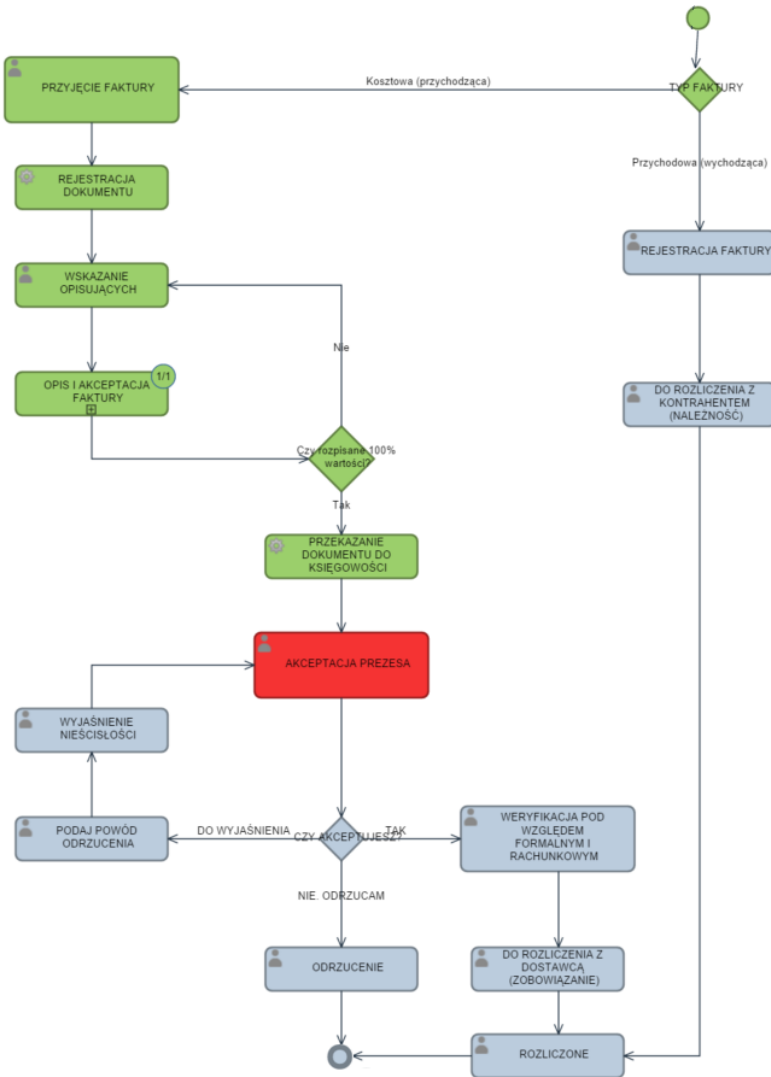 TYP FAKTURY
Kosztowa (przychodząca)
PRZYJĘCIE FAKTURY
Przychodowa (wychodząca)
REJESTRACJA
DOKUMENTU
REJESTRACJA FAKTURY
WSKAZANIE
OPISUJĄCYCH
Nie
1/1
OPIS I AKCEPTACJA
FAKTURY
DO ROZLICZENIA Z
KONTRAHENTEM
(NALEŻNOŚĆ)
Czy rozpisane 100%
wartości?
Tak
PRZEKAZANIE
DOKUMENTU DO
KSIĘGOWOŚCI
AKCEPTACJA PREZESA
WYJAŚNIENIE
NIEŚCISŁOŚCI
PODAJ POWÓD
ODRZUCENIA
DO WYJAŚNIENIA
CZY AKCEPTUJESZ?
TAK
WERYFIKACJA POD
WZGLĘDEM
FORMALNYM I
RACHUNKOWYM
NIE. ODRZUCAM
ODRZUCENIE
DO ROZLICZENIA Z
DOSTAWCĄ
(ZOBOWIĄZANIE)
ROZLICZONE